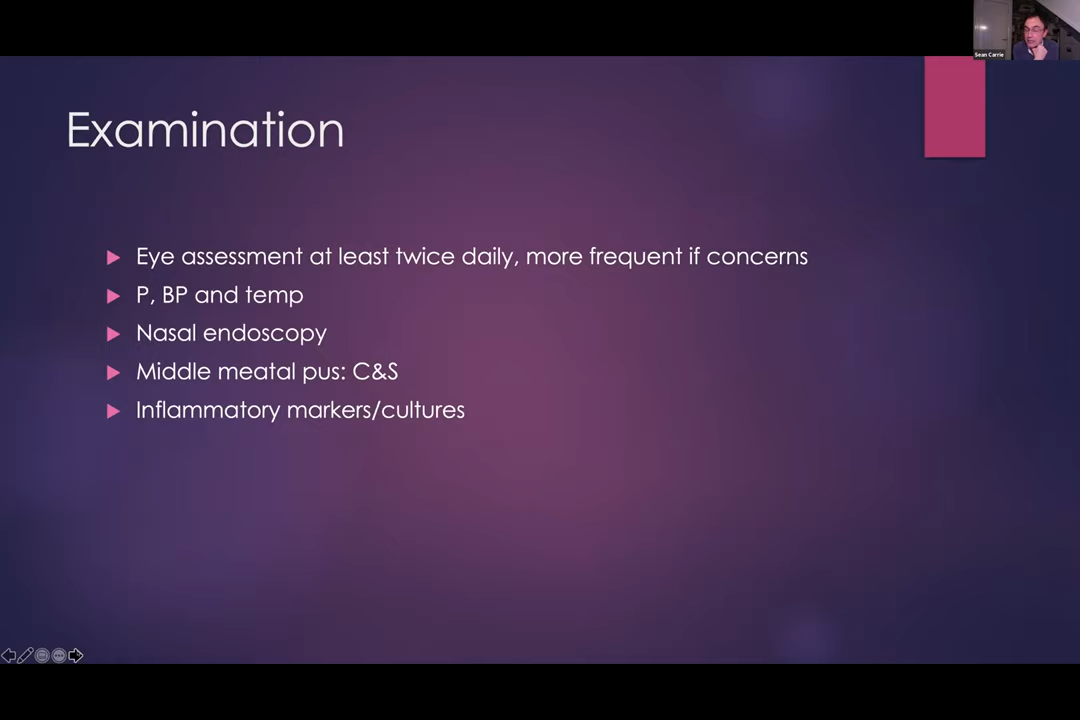 Sean Carrie
Examination
Eye assessment at least twice daily, more frequent if concerns
P, BP and temp
Nasal endoscopy
Middle meatal pus: C&S
Inflammatory markers/cultures